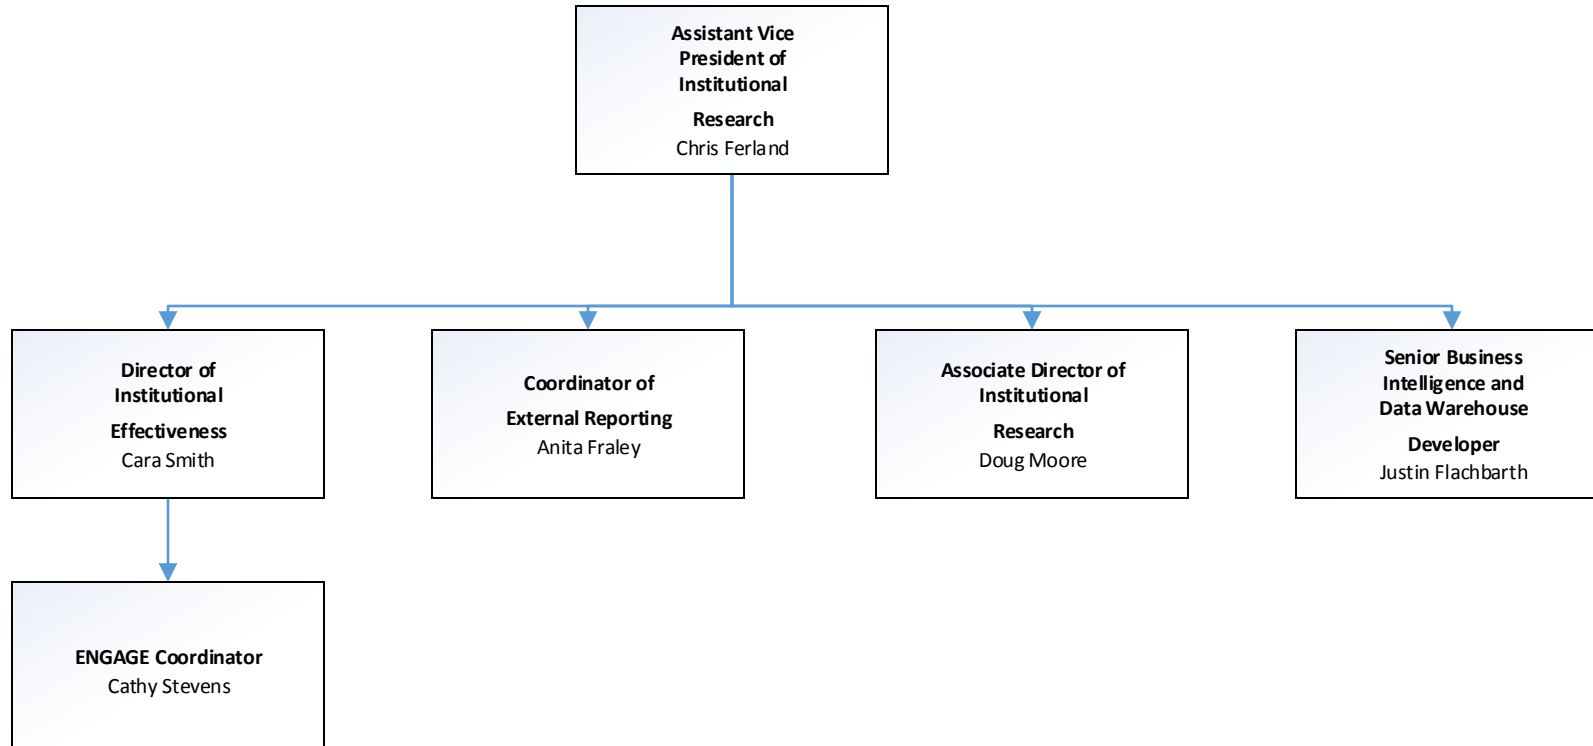 Assistant Vice
President of
Institutional
Research
Chris Ferland
Director of
Institutional
Effectiveness
Cara Smith
Coordinator of
External Reporting
Anita Fraley
Associate Director of
Institutional
Research
Doug Moore
Senior Business
Intelligence and
Data Warehouse
Developer
Justin Flachbarth
ENGAGE Coordinator
Cathy Stevens